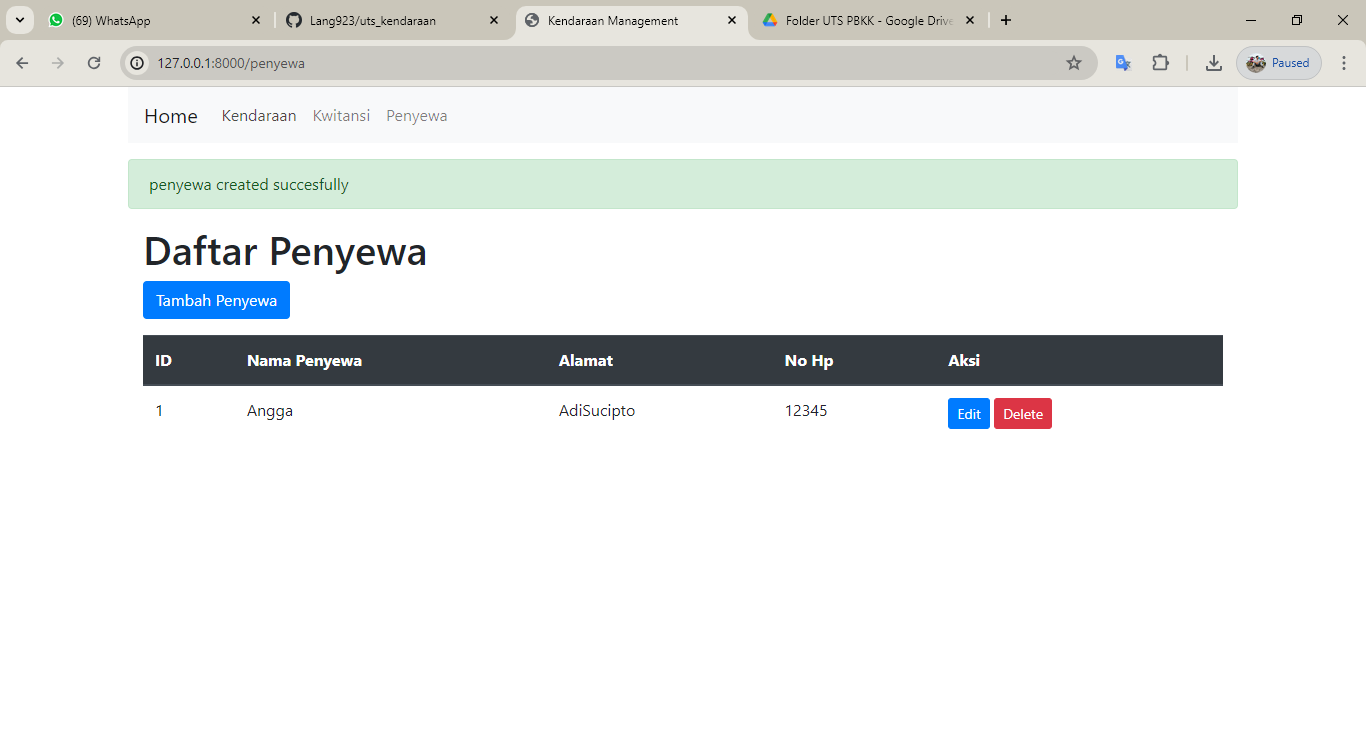 (69) WhatsApp
Lang923/uts_kendaraan
Kendaraan Management
Folder UTS PBKK - Google Drive
127.0.0.1:8000/penyewa
Paused
Home Kendaraan Kwitansi Penyewa
penyewa created succesfully
Daftar Penyewa
Tambah Penyewa
ID Nama Penyewa Alamat No Hp Aksi
1 Angga AdiSucipto 12345 Edit Delete